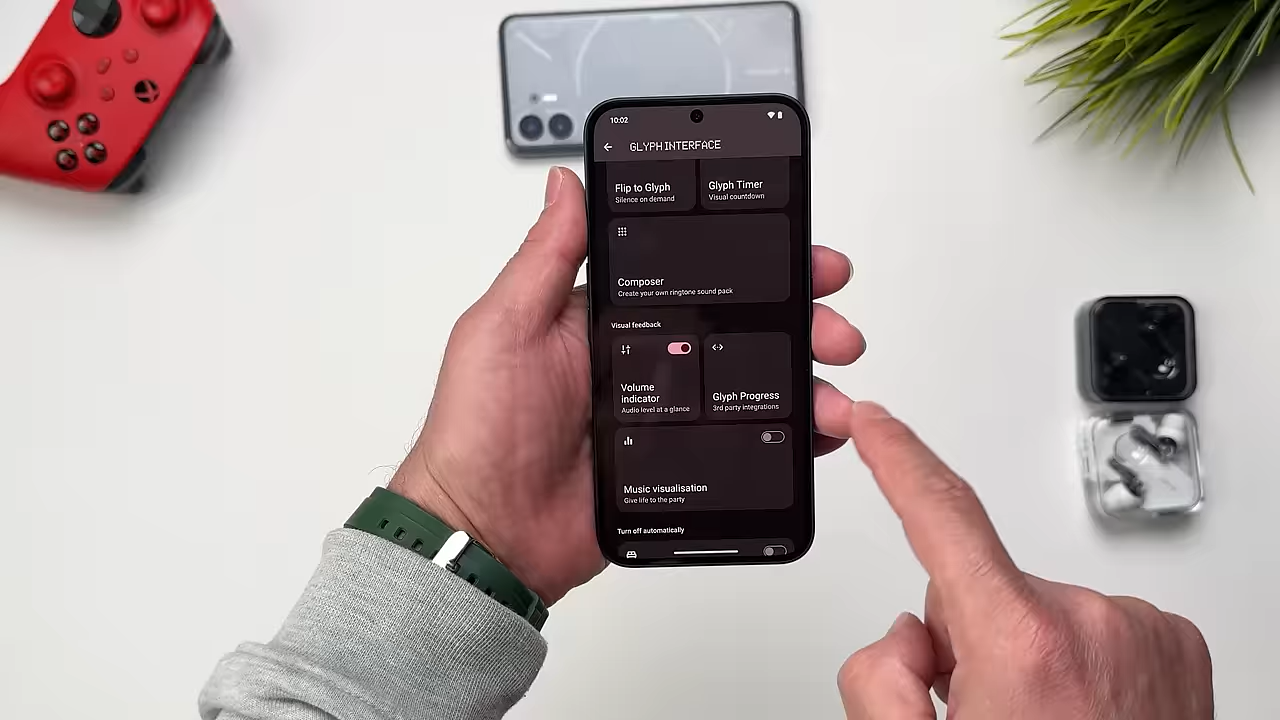 10:02
GLYPH INTERFACE
Flip to Glyph
Silence on demand
Glyph Timer
Visual countdown
Composer
Create your own ringtone sound pack
Visual feedback
Volume
indicator
Audio level at a glance
Glyph Progress
3rd party integrations
Music visualisation
Give life to the party
Turn off automatically